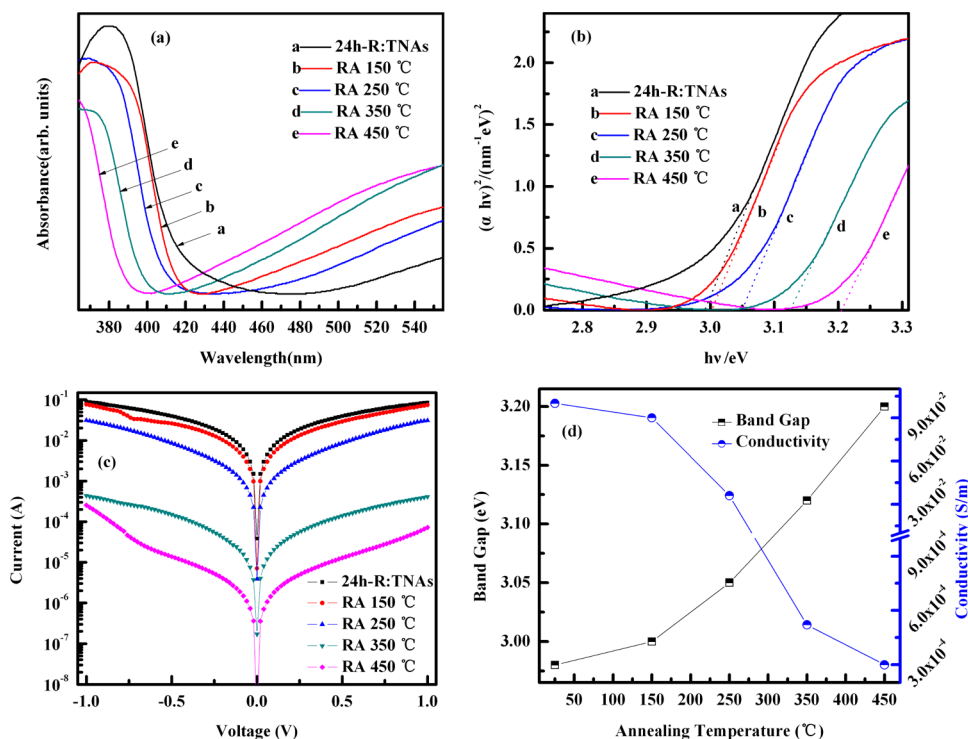 (a)
a 24h-R:TNAs
b RA 150 ℃
c RA 250 ℃
d RA 350 ℃
e RA 450 ℃
e
d
c
b
a
Absorbance(arb. units)
380 400 420 440 460 480 500 520 540
Wavelength(nm)
(b)
a 24h-R:TNAs
b RA 150 ℃
c RA 250 ℃
d RA 350 ℃
e RA 450 ℃
a
b
c
d
e
(α hν)²/(nm⁻¹eV)²
2.0
1.5
1.0
0.5
0.0
2.8 2.9 3.0 3.1 3.2 3.3
hν/eV
(c)
24h-R:TNAs
RA 150 ℃
RA 250 ℃
RA 350 ℃
RA 450 ℃
Current (A)
10⁻¹
10⁻²
10⁻³
10⁻⁴
10⁻⁵
10⁻⁶
10⁻⁷
10⁻⁸
-1.0 -0.5 0.0 0.5 1.0
Voltage (V)
(d)
Band Gap
Conductivity
Band Gap (eV)
3.20
3.15
3.10
3.05
3.00
0 50 100 150 200 250 300 350 400 450
Annealing Temperature (℃)
9.0x10⁻²
6.0x10⁻²
3.0x10⁻²
9.0x10⁻⁴
6.0x10⁻⁴
3.0x10⁻⁴
Conductivity (S/m)